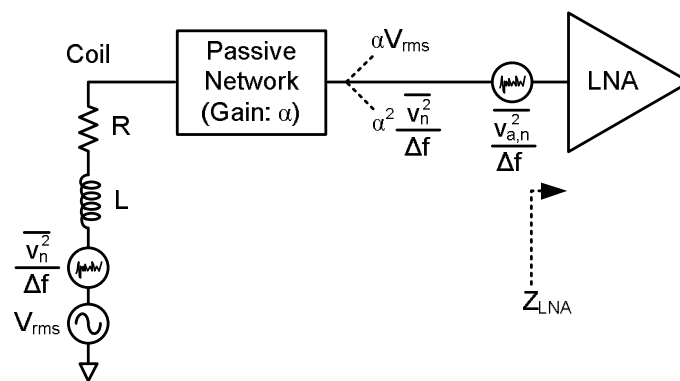 Coil
Passive
Network
(Gain: α)
αV_rms
α² v_n²
Δf
v_a,n²
Δf
LNA
R
L
v_n²
Δf
V_rms
Z_LNA